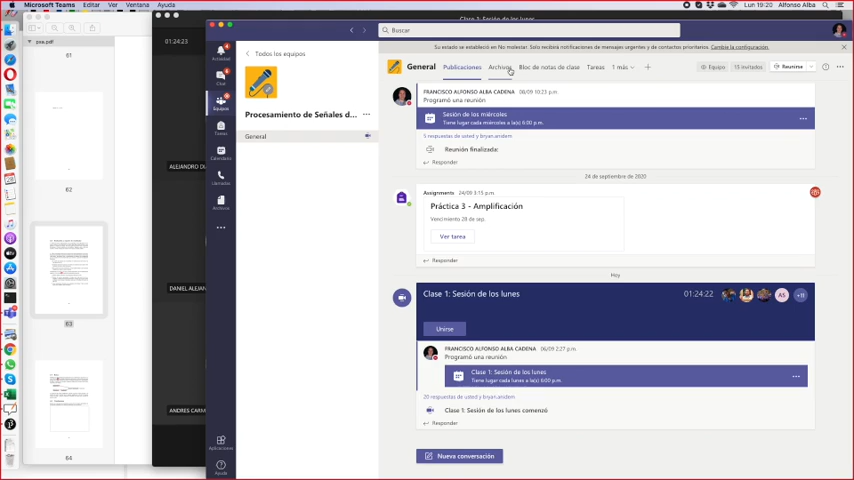 Microsoft Teams Editar Ver Ventana Ayuda
lun 19:20 Alfonso Alba
Clase 1: Sesión de los lunes
Buscar
psa.pdf
01:24:23
Todos los equipos
Su estado se estableció en No molestar. Solo recibirá notificaciones de mensajes urgentes y de contactos prioritarios. Cambie la configuración.
General Publicaciones Archivos Bloc de notas de clase Tareas 1 más
Equipo 15 invitados Reunirse
Actividad
Chat
Equipos
Tareas
Calendario
Llamadas
Archivos
Aplicaciones
Ayuda
61
62
63
64
ALEJANDRO DU
DANIEL ALEJAN
ANDRES CARM
Procesamiento de Señales d...
General
FRANCISCO ALFONSO ALBA CADENA 06/09 10:23 p.m.
Programó una reunión
Sesión de los miércoles
Tiene lugar cada miércoles a la(s) 6:00 p.m.
5 respuestas de usted y bryan.andem
Reunión finalizada:
Responder
24 de septiembre de 2020
Assignments 24/09 3:15 p.m.
Práctica 3 - Amplificación
Vencimiento 28 de sep.
Ver tarea
Responder
Hoy
Clase 1: Sesión de los lunes
01:24:22
AS
+11
Unirse
FRANCISCO ALFONSO ALBA CADENA 06/09 2:27 p.m.
Programó una reunión
Clase 1: Sesión de los lunes
Tiene lugar cada lunes a la(s) 6:00 p.m.
20 respuestas de usted y bryan.andem
Clase 1: Sesión de los lunes comenzó
Responder
Nueva conversación